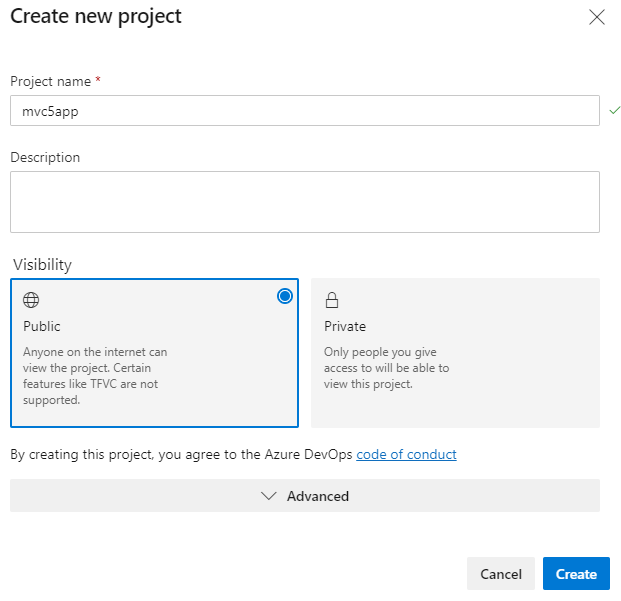 Create new project
Project name *
mvc5app
Description
Visibility
Public
Anyone on the internet can
view the project. Certain
features like TFVC are not
supported.
Private
Only people you give
access to will be able to
view this project.
By creating this project, you agree to the Azure DevOps code of conduct
Advanced
Cancel
Create